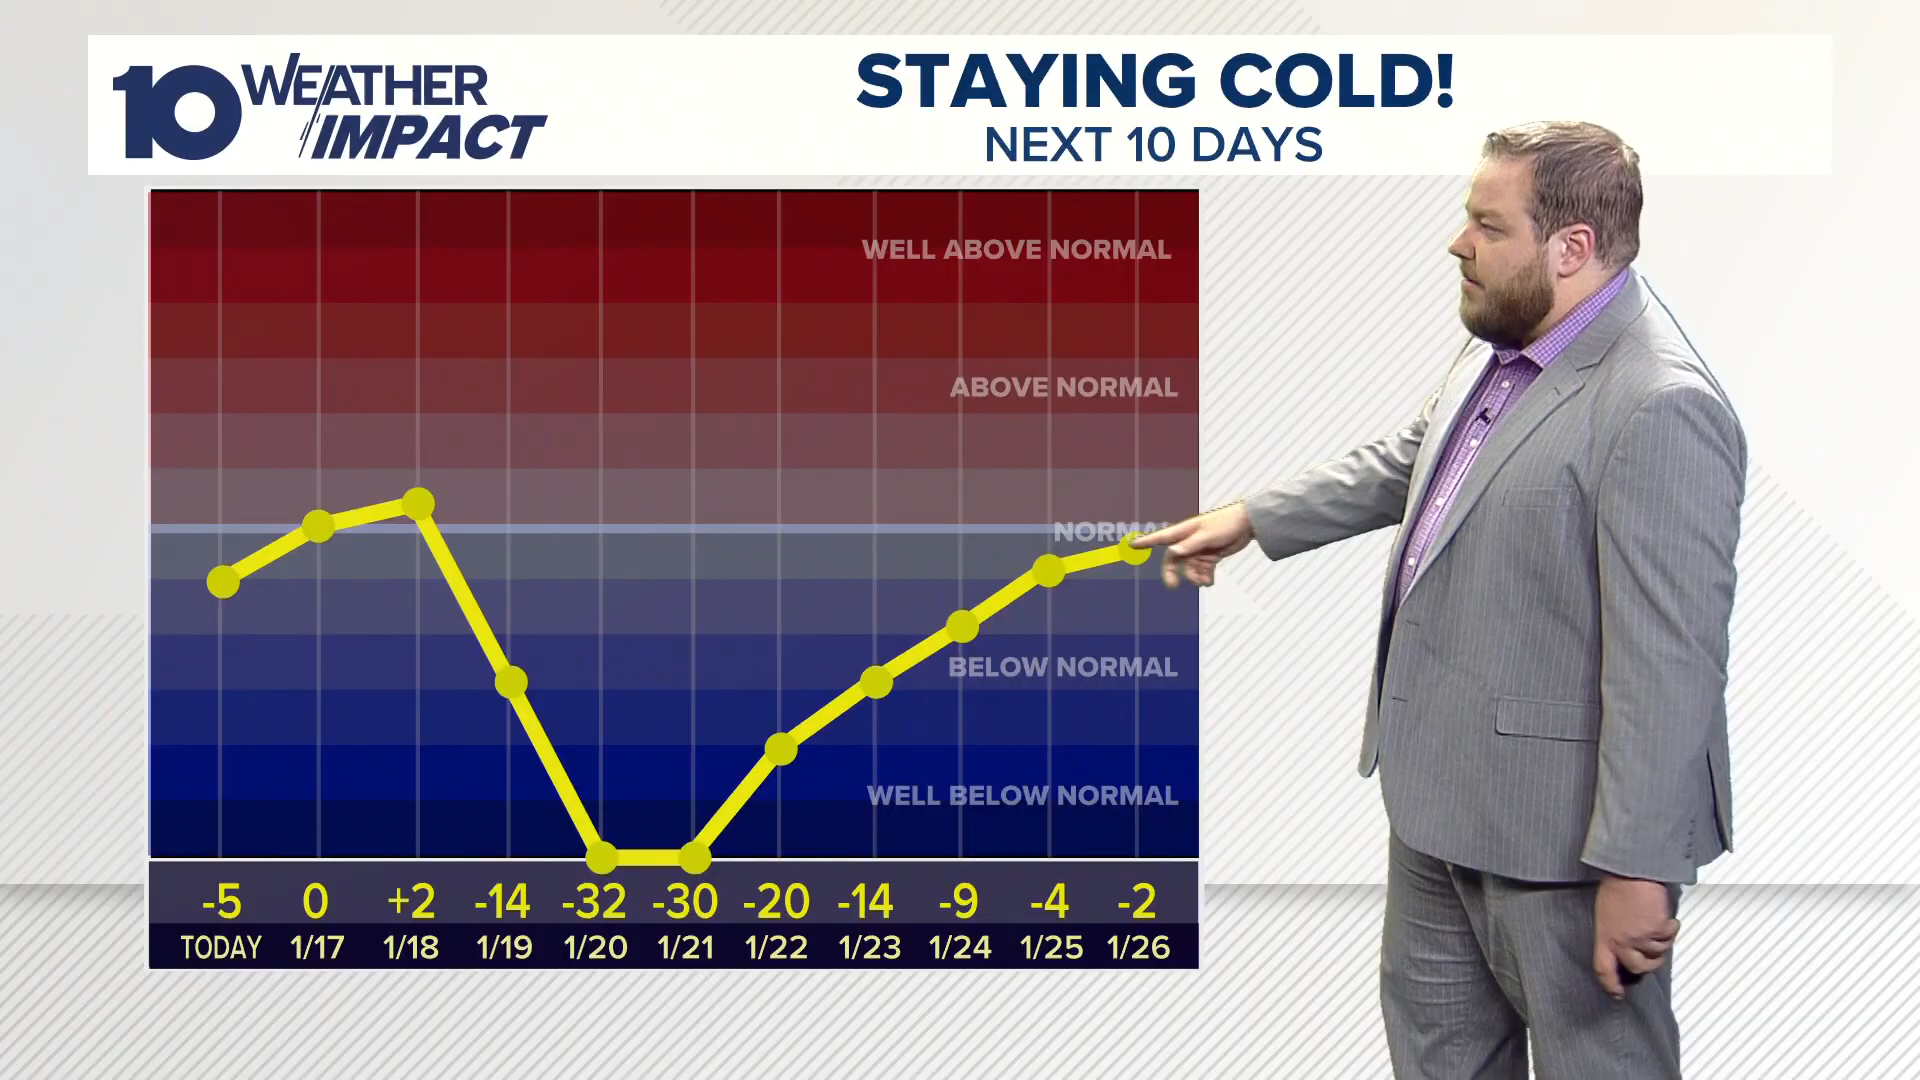 10 WEATHER
IMPACT
STAYING COLD!
NEXT 10 DAYS
WELL ABOVE NORMAL
ABOVE NORMAL
NORMAL
BELOW NORMAL
WELL BELOW NORMAL
-5 0 +2 -14 -32 -30 -20 -14 -9 -4 -2
TODAY 1/17 1/18 1/19 1/20 1/21 1/22 1/23 1/24 1/25 1/26